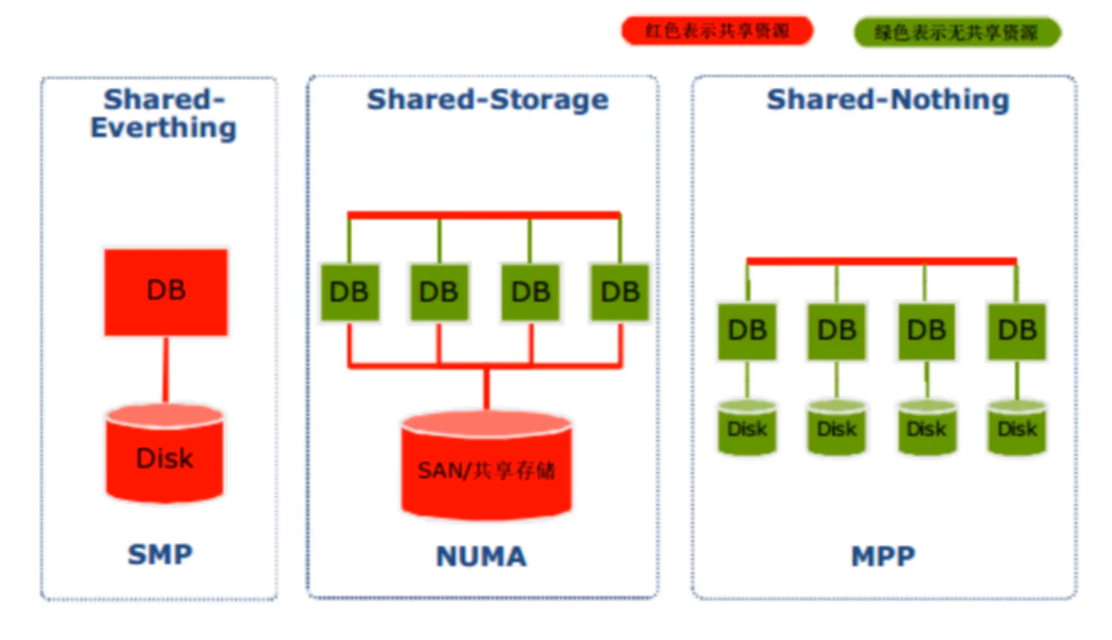 红色表示共享资源
绿色表示无共享资源
Shared-
Everthing
DB
Disk
SMP
Shared-Storage
DB
DB
DB
DB
SAN/共享存储
NUMA
Shared-Nothing
DB
DB
DB
DB
Disk
Disk
Disk
Disk
MPP